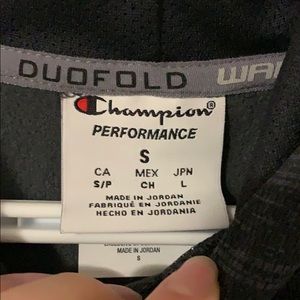 DUOFOLD
Champion®
PERFORMANCE
S
CA MEX JPN
S/P CH L
MADE IN JORDAN
FABRIQUÉ EN JORDANIE
HECHO EN JORDANIA
MADE IN JORDAN
S